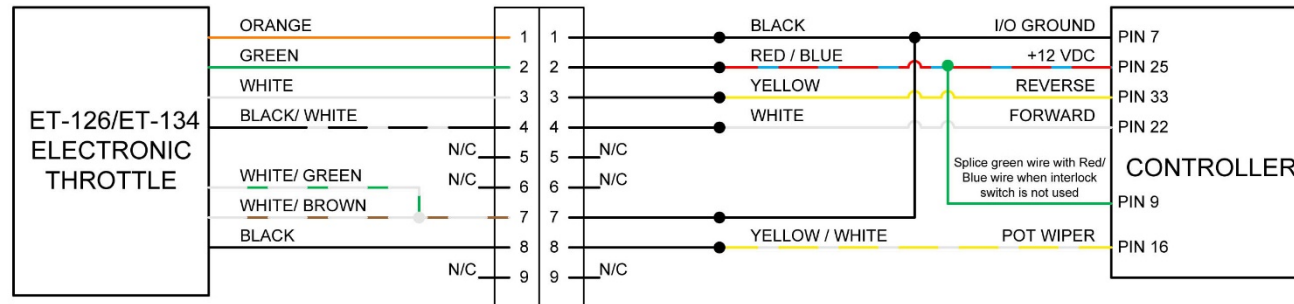 ORANGE
GREEN
WHITE
BLACK/ WHITE
WHITE/ GREEN
WHITE/ BROWN
BLACK
ET-126/ET-134
ELECTRONIC
THROTTLE
N/C
N/C
N/C
1 1
2 2
3 3
4 4
5 5
6 6
7 7
8 8
9 9
N/C
N/C
N/C
BLACK I/O GROUND PIN 7
RED / BLUE +12 VDC PIN 25
YELLOW REVERSE PIN 33
WHITE FORWARD PIN 22
Splice green wire with Red/
Blue wire when interlock
switch is not used
CONTROLLER
PIN 9
YELLOW / WHITE POT WIPER PIN 16